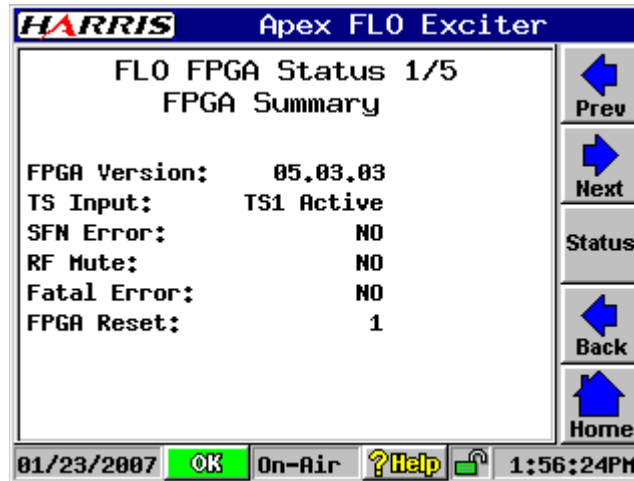 HARRIS Apex FLO Exciter
FLO FPGA Status 1/5
FPGA Summary
FPGA Version: 05.03.03
TS Input: TS1 Active
SFN Error: NO
RF Mute: NO
Fatal Error: NO
FPGA Reset: 1
Prev
Next
Status
Back
Home
01/23/2007 OK On-Air ?Help 1:56:24PM